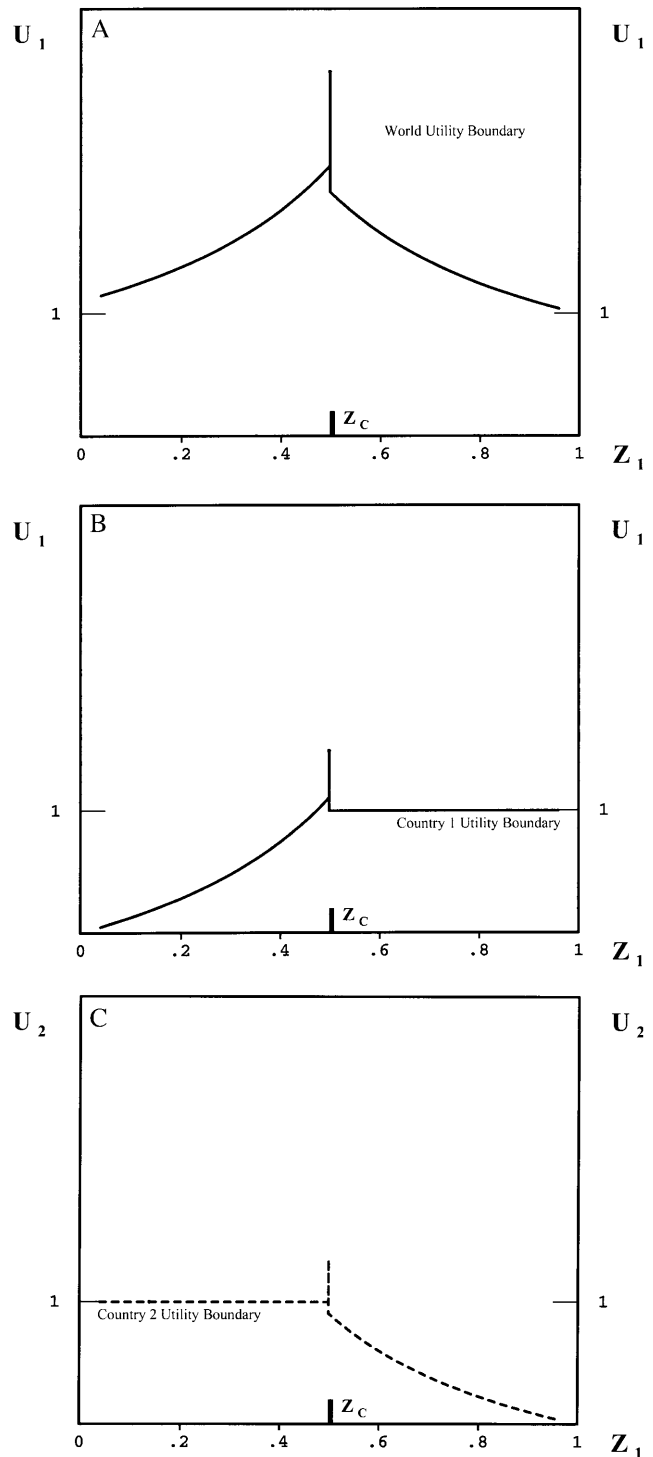 U 1 A U 1
World Utility Boundary
1 1
Z C
0 .2 .4 .6 .8 1 Z 1
U 1 B U 1
1 1
Country 1 Utility Boundary
Z C
0 .2 .4 .6 .8 1 Z 1
U 2 C U 2
1 1
Country 2 Utility Boundary
Z C
0 .2 .4 .6 .8 1 Z 1